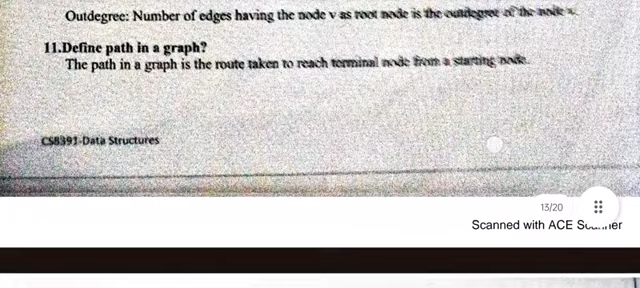 Outdegree: Number of edges having the node v as root node is the outdegree of the node v.
11.Define path in a graph?
The path in a graph is the route taken to reach terminal node from a starting node.
CS8391-Data Structures
13/20
Scanned with ACE Scanner